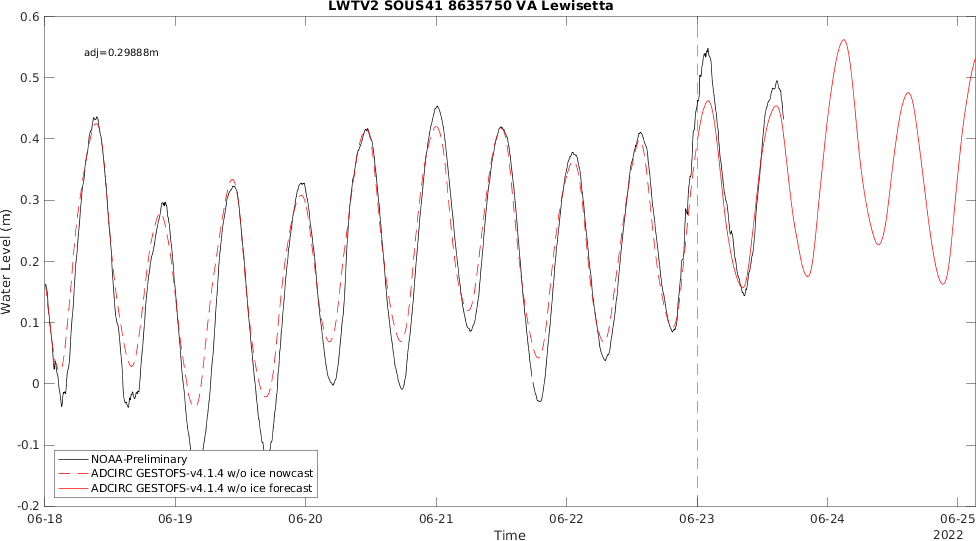 LWTV2 SOUS41 8635750 VA Lewisetta
adj=0.29888m
0.6
0.5
0.4
0.3
0.2
0.1
0
-0.1
-0.2
Water Level (m)
NOAA-Preliminary
ADCIRC GESTOFS-v4.1.4 w/o ice nowcast
ADCIRC GESTOFS-v4.1.4 w/o ice forecast
06-18 06-19 06-20 06-21 06-22 06-23 06-24 06-25
Time
2022